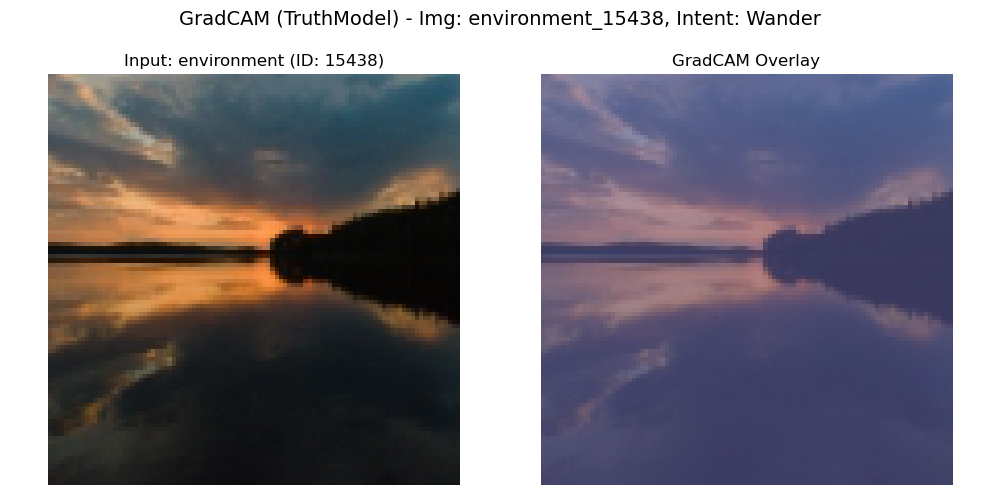 GradCAM (TruthModel) - Img: environment_15438, Intent: Wander
Input: environment (ID: 15438)
GradCAM Overlay